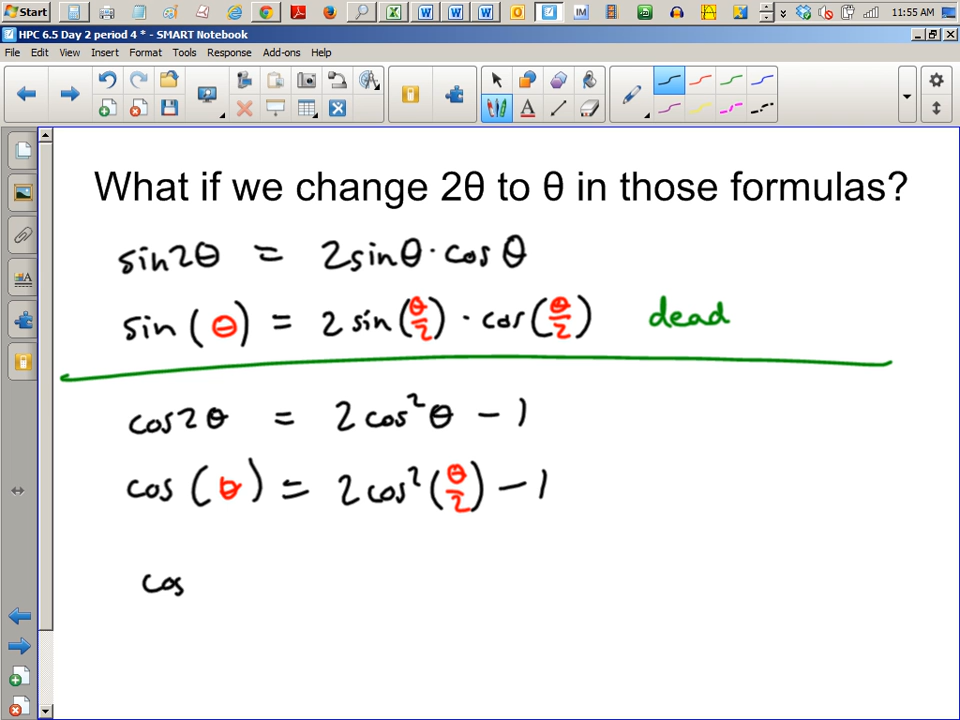 Start
11:55 AM
HPC 6.5 Day 2 period 4 * - SMART Notebook
File Edit View Insert Format Tools Response Add-ons Help
What if we change 2θ to θ in those formulas?
sin2θ = 2sinθ · cosθ
sin(θ) = 2 sin(θ/2) · cos(θ/2) dead
cos2θ = 2cos²θ - 1
cos(θ) = 2cos²(θ/2) - 1
cos